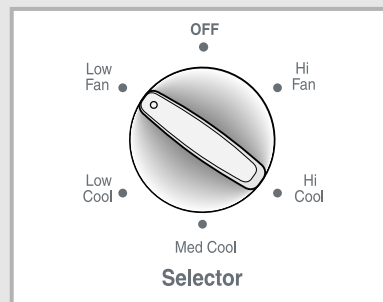 OFF
Low
Fan
Hi
Fan
Low
Cool
Hi
Cool
Med Cool
Selector